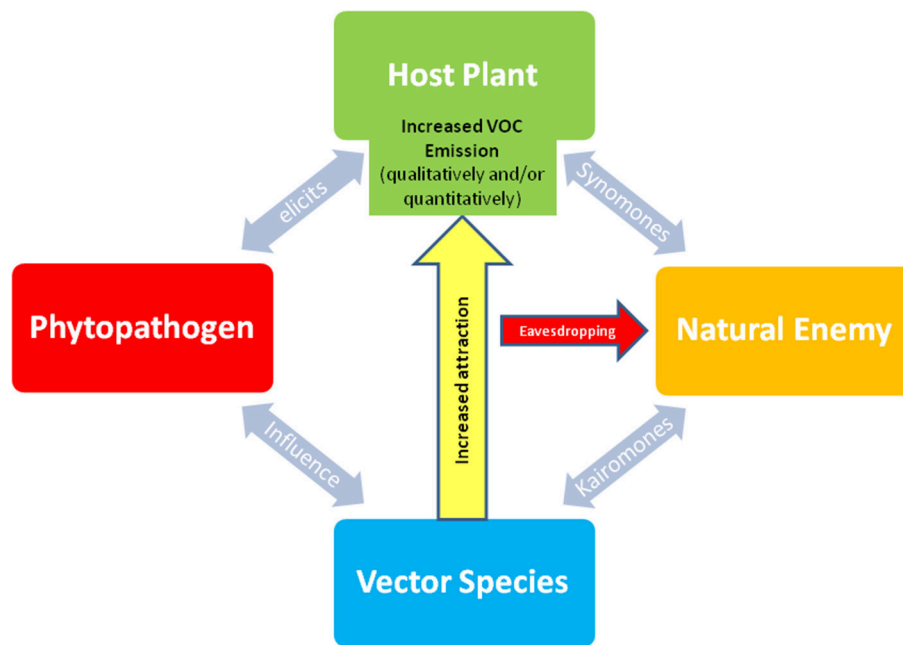 Host Plant
Increased VOC
Emission
(qualitatively and/or
quantitatively)
elicits
Synomones
Phytopathogen
Increased attraction
Eavesdropping
Natural Enemy
Influence
Kairomones
Vector Species